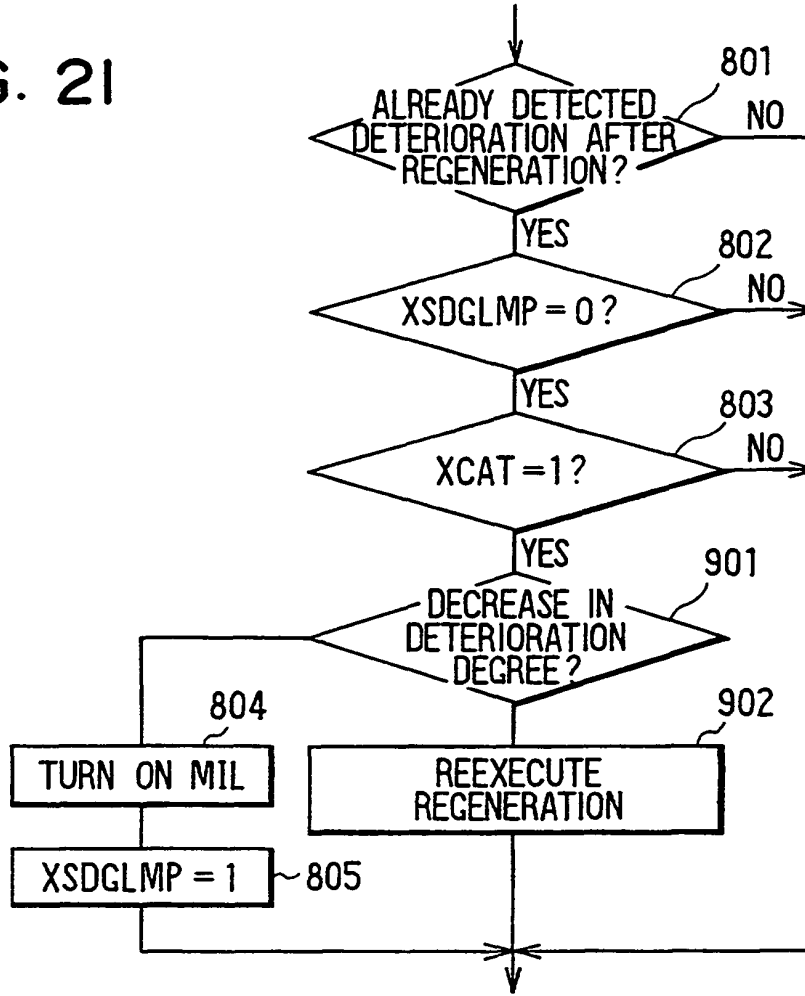 G. 21
801
ALREADY DETECTED
DETERIORATION AFTER
REGENERATION?
NO
YES
802
XSDGLMP = 0?
NO
YES
803
XCAT = 1?
NO
YES
901
DECREASE IN
DETERIORATION
DEGREE?
804
902
TURN ON MIL
REEXECUTE
REGENERATION
XSDGLMP = 1
805